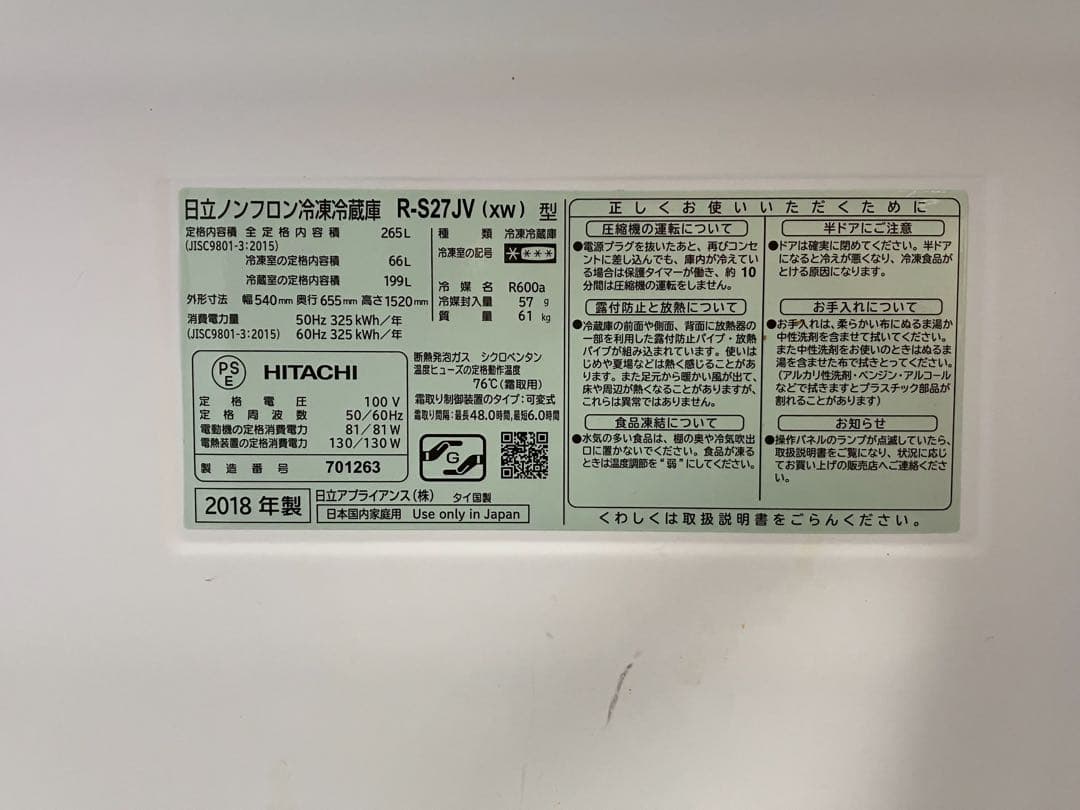 日立ノンフロン冷凍冷蔵庫 R-S27JV(XW)型
定格内容積 全定格内容積 265L
(JISC9801-3:2015)
冷凍室の定格内容積 66L
冷蔵室の定格内容積 199L
外形寸法 幅540mm 奥行655mm 高さ1520mm
消費電力量 50Hz 325kWh/年
(JISC9801-3:2015) 60Hz 325kWh/年
種類 冷凍冷蔵庫
冷凍室の記号
冷媒名 R600a
冷媒封入量 57g
質量 61kg
PS
E
HITACHI
定格電圧 100V
定格周波数 50/60Hz
電動機の定格消費電力 81/81W
電熱装置の定格消費電力 130/130W
製造番号 701263
断熱発泡ガス シクロペンタン
温度ヒューズの定格動作温度
76℃(霜取用)
霜取り制御装置のタイプ:可変式
霜取り間隔:最長48.0時間,最短6.0時間
G
2018年製
日立アプライアンス(株) タイ国製
日本国内家庭用 Use only in Japan
正しくお使いいただくために
圧縮機の運転について
●電源プラグを抜いたあと、再びコンセ
ントに差し込んでも、庫内が冷えてい
る場合は保護タイマーが働き、約10
分間は圧縮機の運転をしません。
露付防止と放熱について
●冷蔵庫の前面や側面、背面に放熱器の
一部を利用した露付防止パイプ・放熱
パイプが組み込まれています。使いは
じめや夏場などは熱く感じることがあ
ります。また足元から暖かい風が出て、
床や周辺が熱くなることがありますが、
これらは異常ではありません。
食品凍結について
●水気の多い食品は、棚の奥や冷気吹出
口に置かないでください。食品が凍る
ときは温度調節を"弱"にしてください。
半ドアにご注意
●ドアは確実に閉めてください。半ドア
になると冷えが悪くなり、冷凍食品が
とける原因になります。
お手入れについて
●お手入れは、柔らかい布にぬるま湯か
中性洗剤を含ませて拭いてください。
また中性洗剤をお使いのときはぬるま
湯を含ませた布で拭きとってください。
(アルカリ性洗剤・ベンジン・アルコール
などで拭きますとプラスチック部品が
割れることがあります)
お知らせ
●操作パネルのランプが点滅していたら、
取扱説明書をご覧になり、状況に応じ
てお買い上げの販売店へご連絡くださ
い。
くわしくは取扱説明書をごらんください。